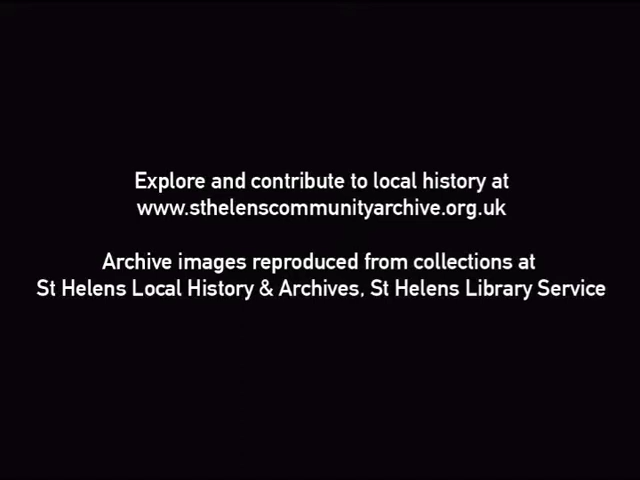 Explore and contribute to local history at
www.sthelenscommunityarchive.org.uk
Archive images reproduced from collections at
St Helens Local History & Archives, St Helens Library Service